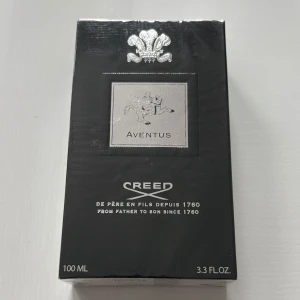 AVENTUS
CREED
DE PÈRE EN FILS DEPUIS 1760
FROM FATHER TO SON SINCE 1760
100 ML
3.3 FL.OZ.